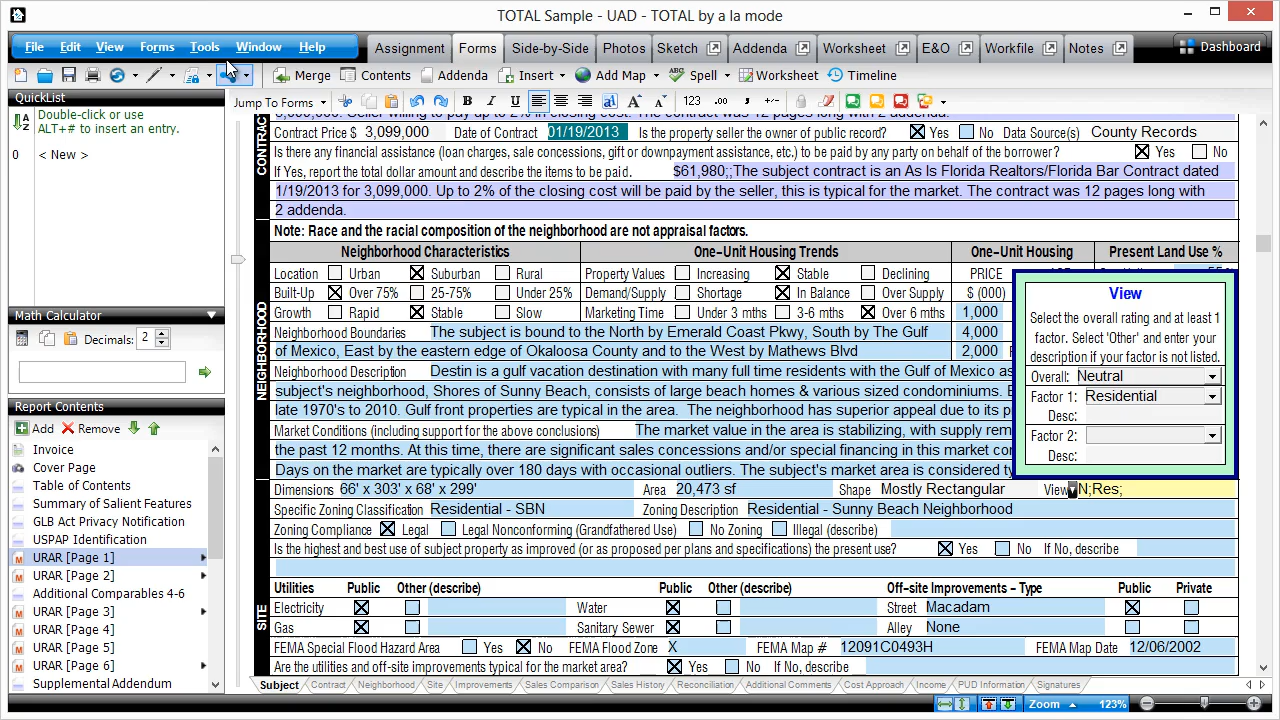 TOTAL Sample - UAD - TOTAL by a la mode
File Edit View Forms Tools Window Help
Assignment Forms Side-by-Side Photos Sketch Addenda Worksheet E&O Workfile Notes Dashboard
Merge Contents Addenda Insert Add Map Spell Worksheet Timeline
QuickList
Double-click or use
ALT+# to insert an entry.
0 < New >
Math Calculator
Decimals: 2
Report Contents
Add Remove
Invoice
Cover Page
Table of Contents
Summary of Salient Features
GLB Act Privacy Notification
USPAP Identification
URAR [Page 1]
URAR [Page 2]
Additional Comparables 4-6
URAR [Page 3]
URAR [Page 4]
URAR [Page 5]
URAR [Page 6]
Supplemental Addendum
Jump To Forms B I U 123 .00
CONTRACT
Contract Price $ 3,099,000 Date of Contract 01/19/2013 Is the property seller the owner of public record? Yes No Data Source(s) County Records
Is there any financial assistance (loan charges, sale concessions, gift or downpayment assistance, etc.) to be paid by any party on behalf of the borrower? Yes No
If Yes, report the total dollar amount and describe the items to be paid. $61,980;;The subject contract is an As Is Florida Realtors/Florida Bar Contract dated
1/19/2013 for 3,099,000. Up to 2% of the closing cost will be paid by the seller, this is typical for the market. The contract was 12 pages long with
2 addenda.
Note: Race and the racial composition of the neighborhood are not appraisal factors.
NEIGHBORHOOD
Neighborhood Characteristics One-Unit Housing Trends One-Unit Housing Present Land Use %
Location Urban Suburban Rural Property Values Increasing Stable Declining PRICE
Built-Up Over 75% 25-75% Under 25% Demand/Supply Shortage In Balance Over Supply $ (000)
Growth Rapid Stable Slow Marketing Time Under 3 mths 3-6 mths Over 6 mths 1,000
Neighborhood Boundaries The subject is bound to the North by Emerald Corst Pkwy, South by The Gulf 4,000
of Mexico, East by the eastern edge of Okaloosa County and to the West by Mathews Blvd 2,000
Neighborhood Description Destin is a gulf vacation destination with many full time residents with the Gulf of Mexico as
subject's neighborhood, Shores of Sunny Beach, consists of large beach homes & various sized condominiums.
late 1970's to 2010. Gulf front properties are typical in the area. The neighborhood has superior appeal due to its p
Market Conditions (including support for the above conclusions) The market value in the area is stabilizing, with supply rem
the past 12 months. At this time, there are significant sales concessions and/or special financing in this market.
Days on the market are typically over 180 days with occasional outliers. The subject's market area is considered t
View
Select the overall rating and at least 1
factor. Select 'Other' and enter your
description if your factor is not listed.
Overall: Neutral
Factor 1: Residential
Desc:
Factor 2:
Desc:
SITE
Dimensions 66' x 303' x 68' x 299' Area 20,473 sf Shape Mostly Rectangular View N;Res;
Specific Zoning Classification Residential - SBN Zoning Description Residential - Sunny Beach Neighborhood
Zoning Compliance Legal Legal Nonconforming (Grandfathered Use) No Zoning Illegal (describe)
Is the highest and best use of subject property as improved (or as proposed per plans and specifications) the present use? Yes No If No, describe
Utilities Public Other (describe) Public Other (describe) Off-site Improvements - Type Public Private
Electricity Water Street Macadam
Gas Sanitary Sewer Alley None
FEMA Special Flood Hazard Area Yes No FEMA Flood Zone X FEMA Map # 12091C0493H FEMA Map Date 12/06/2002
Are the utilities and off-site improvements typical for the market area? Yes No If No, describe
Subject Contract Neighborhood Site Improvements Sales Comparison Sales History Reconciliation Additional Comments Cost Approach Income PUD Information Signatures
Zoom 123%